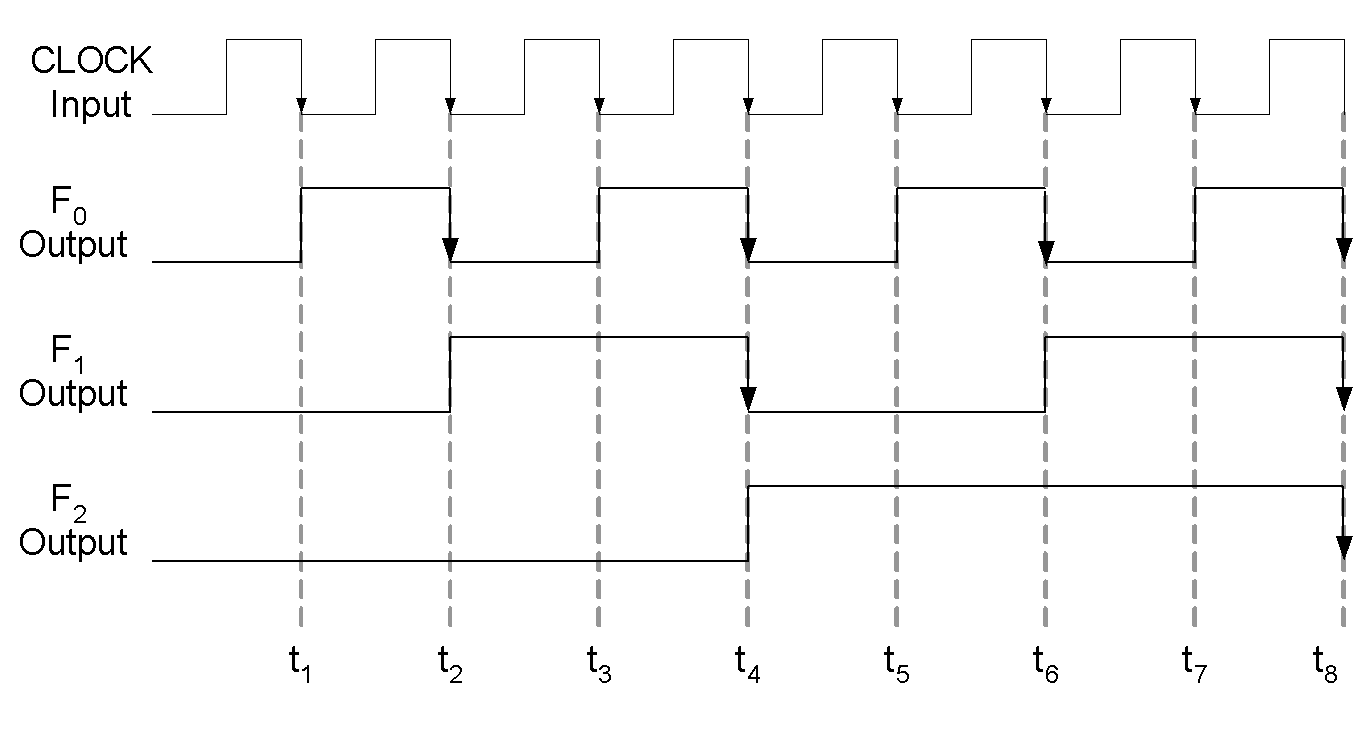 CLOCK
Input
F₀
Output
F₁
Output
F₂
Output
t₁ t₂ t₃ t₄ t₅ t₆ t₇ t₈